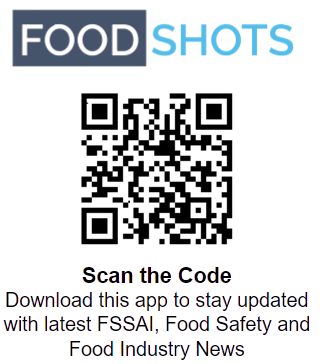 FOOD SHOTS
Scan the Code
Download this app to stay updated
with latest FSSAI, Food Safety and
Food Industry News